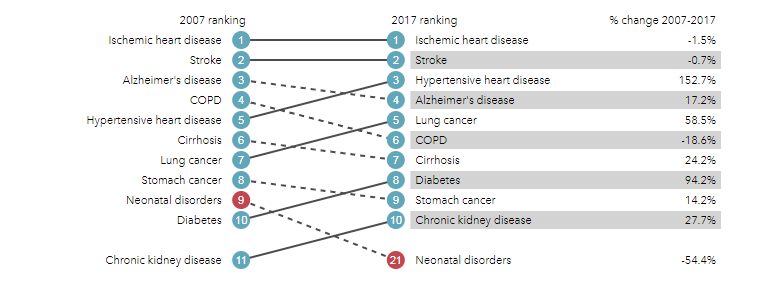 2007 ranking 2017 ranking % change 2007-2017
Ischemic heart disease 1 1 Ischemic heart disease -1.5%
Stroke 2 2 Stroke -0.7%
Alzheimer's disease 3 3 Hypertensive heart disease 152.7%
COPD 4 4 Alzheimer's disease 17.2%
Hypertensive heart disease 5 5 Lung cancer 58.5%
Cirrhosis 6 6 COPD -18.6%
Lung cancer 7 7 Cirrhosis 24.2%
Stomach cancer 8 8 Diabetes 94.2%
Neonatal disorders 9 9 Stomach cancer 14.2%
Diabetes 10 10 Chronic kidney disease 27.7%
Chronic kidney disease 11 21 Neonatal disorders -54.4%